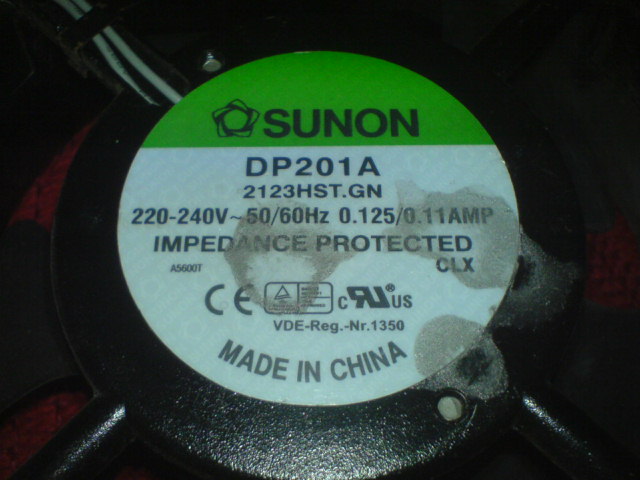 SUNON
DP201A
2123HST.GN
220-240V~50/60Hz 0.125/0.11AMP
IMPEDANCE PROTECTED
A5600T CLX
CE c RU US
VDE-Reg.-Nr.1350
MADE IN CHINA